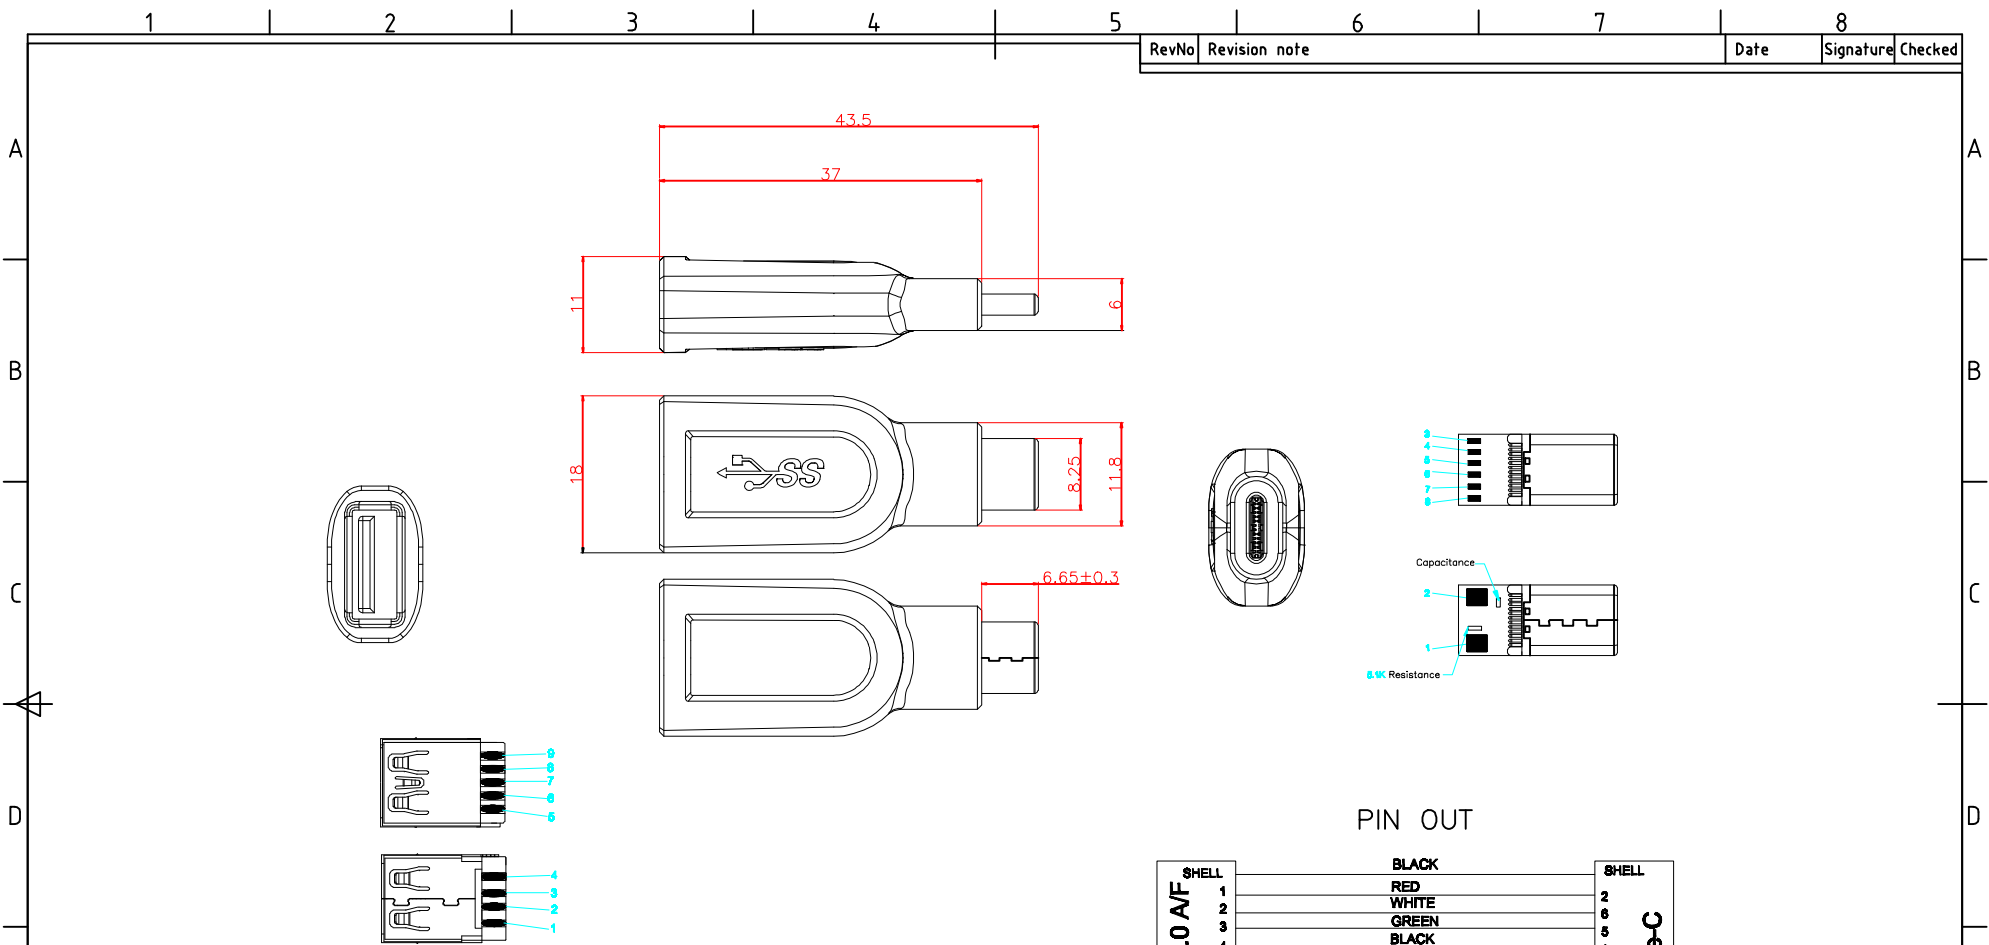 1 2 3 4 5 6 7 8
RevNo Revision note Date Signature Checked
A A
43.5
37
11
6
B B
18
SS
8.25
11.8
3
4
5
6
7
8
6.65±0.3
C C
Capacitance
2
1
5.1K Resistance
9
8
7
6
5
D D
4
3
2
1
PIN OUT
SHELL BLACK SHELL
1 RED 2
2 WHITE 6
3 GREEN 5
BLACK
.0 A/F
e-C